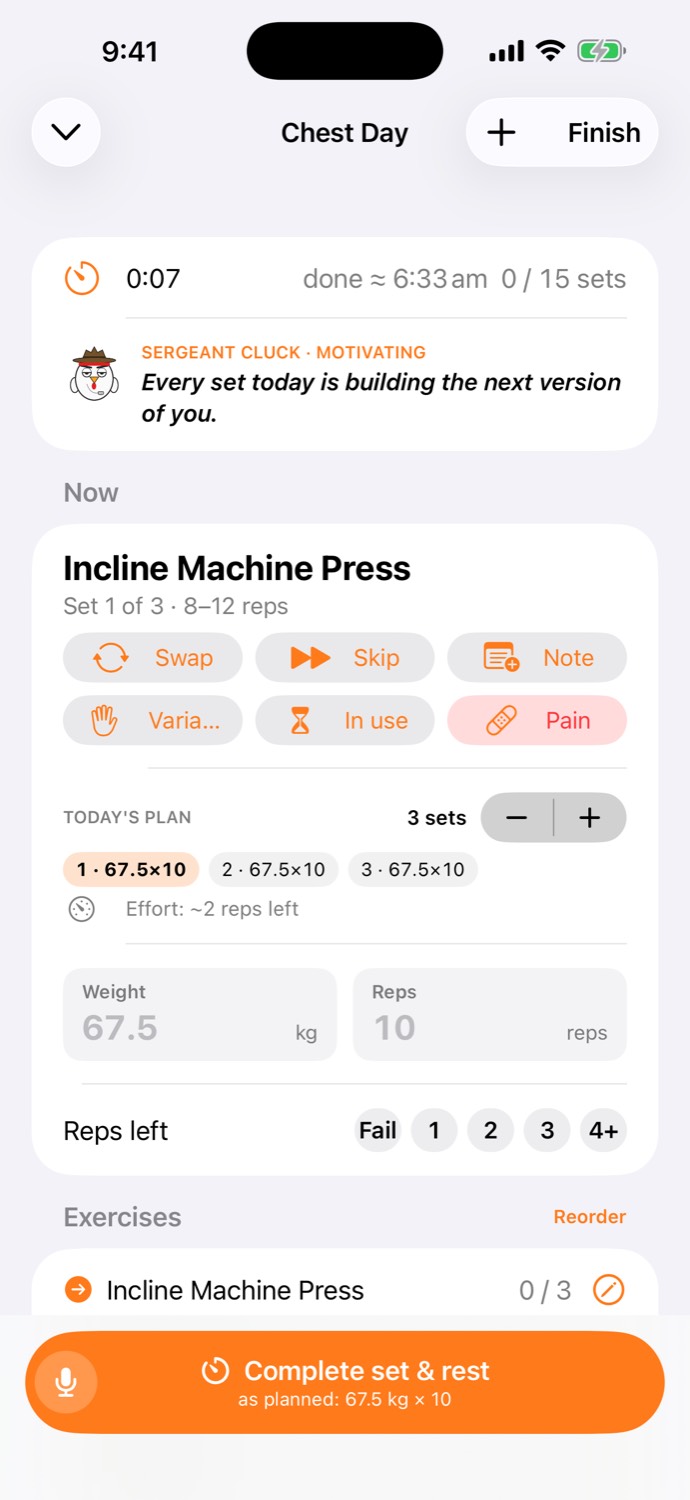 9:41
Chest Day
Finish
0:07 done ≈ 6:33 am 0 / 15 sets
SERGEANT CLUCK · MOTIVATING
Every set today is building the next version
of you.
Now
Incline Machine Press
Set 1 of 3 · 8–12 reps
Swap Skip Note
Varia... In use Pain
TODAY'S PLAN 3 sets − +
1 · 67.5×10 2 · 67.5×10 3 · 67.5×10
Effort: ~2 reps left
Weight Reps
67.5 kg 10 reps
Reps left Fail 1 2 3 4+
Exercises Reorder
Incline Machine Press 0 / 3
Complete set & rest
as planned: 67.5 kg × 10